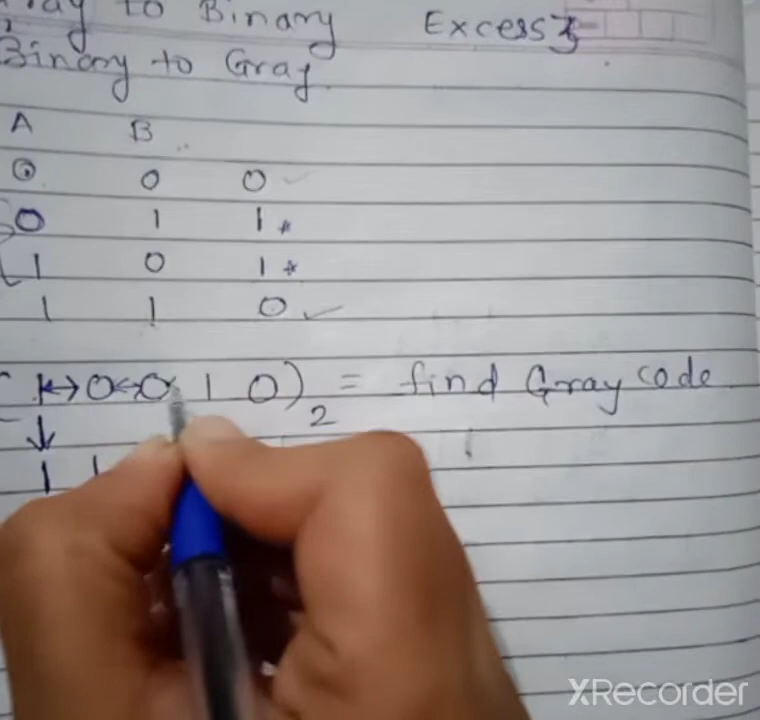 to Binary Excess 3
Binary to Gray
A B
0 0 0
0 1 1 *
1 0 1 *
1 1 0 ✓
1 ↔ 0 ↔ 0 1 0)₂ = find Gray code
↓
1 1
XRecorder